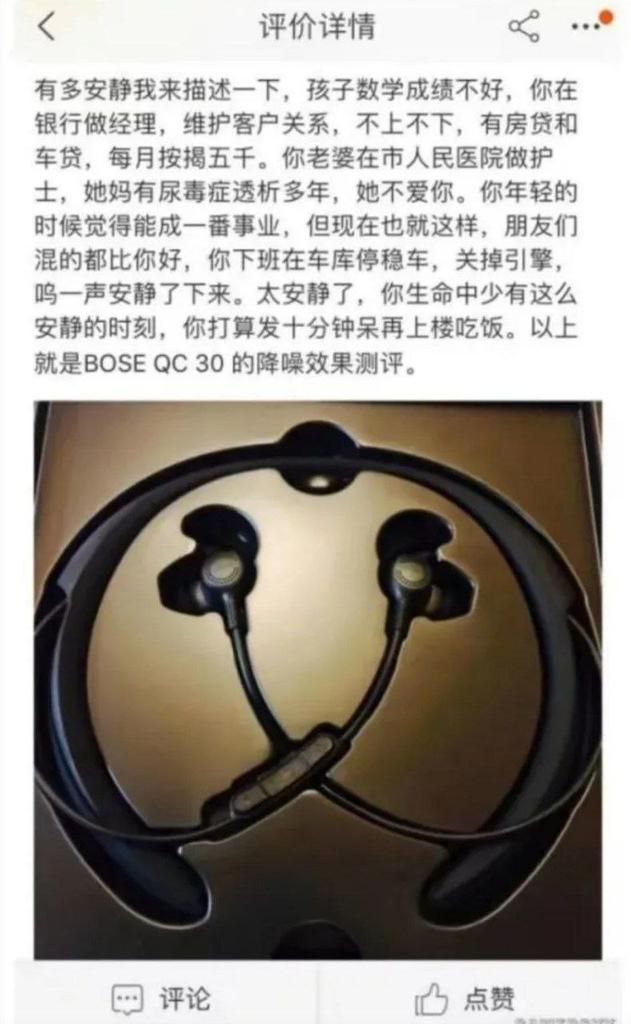 评价详情
有多安静我来描述一下，孩子数学成绩不好，你在
银行做经理，维护客户关系，不上不下，有房贷和
车贷，每月按揭五千。你老婆在市人民医院做护
士，她妈有尿毒症透析多年，她不爱你。你年轻的
时候觉得能成一番事业，但现在也就这样，朋友们
混的都比你好，你下班在车库停稳车，关掉引擎，
呜一声安静了下来。太安静了，你生命中少有这么
安静的时刻，你打算发十分钟呆再上楼吃饭。以上
就是BOSE QC 30 的降噪效果测评。
评论
点赞